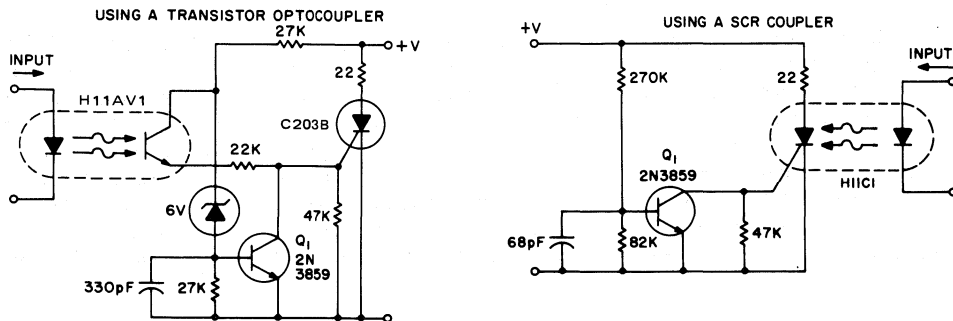 USING A TRANSISTOR OPTOCOUPLER
27K
+V
INPUT
22
H11AV1
C203B
22K
6V
47K
Q1
2N
3859
330pF
27K
USING A SCR COUPLER
+V
INPUT
270K
22
Q1
2N3859
H11C1
68pF
82K
47K